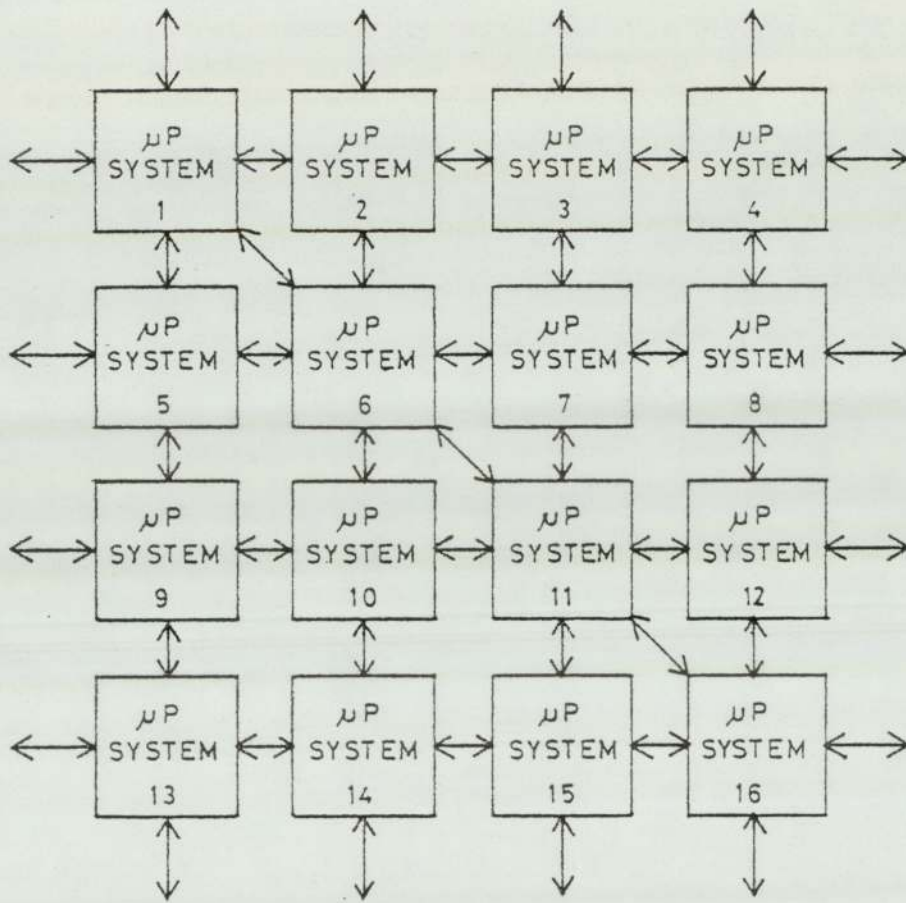 μP SYSTEM 1
μP SYSTEM 2
μP SYSTEM 3
μP SYSTEM 4
μP SYSTEM 5
μP SYSTEM 6
μP SYSTEM 7
μP SYSTEM 8
μP SYSTEM 9
μP SYSTEM 10
μP SYSTEM 11
μP SYSTEM 12
μP SYSTEM 13
μP SYSTEM 14
μP SYSTEM 15
μP SYSTEM 16